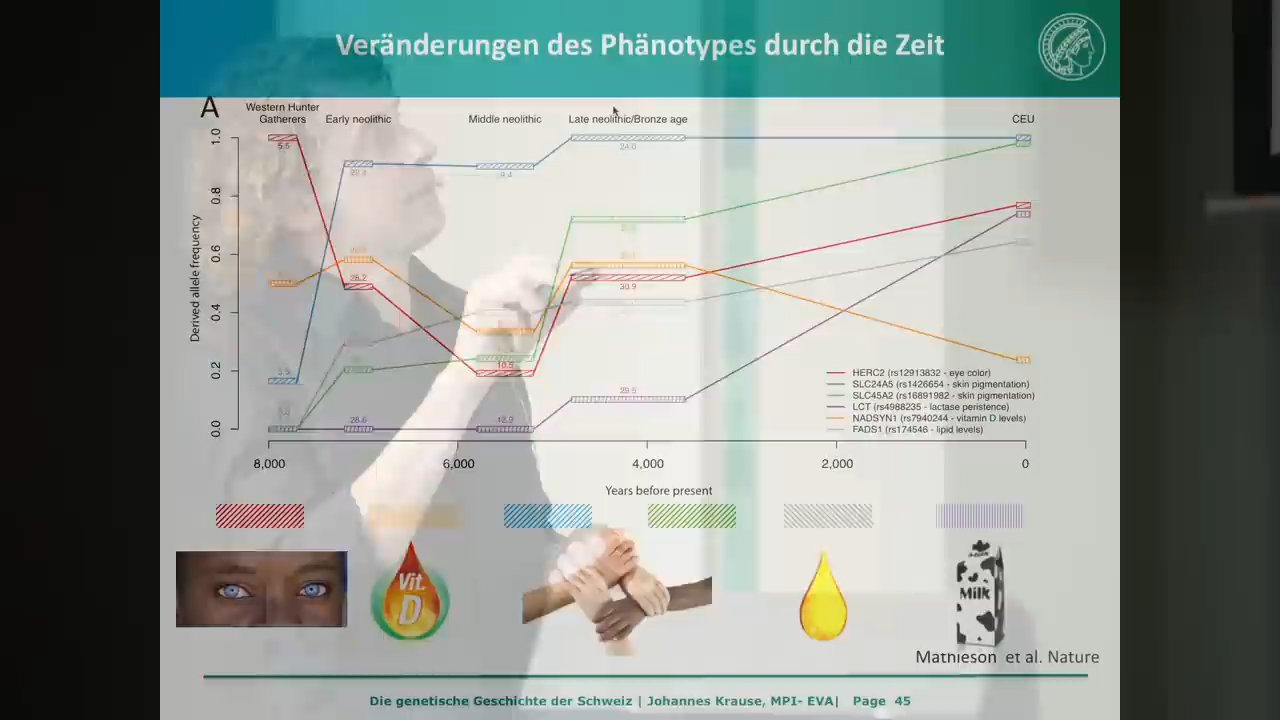 Veränderungen des Phänotypes durch die Zeit
A
Western Hunter
Gatherers
Early neolithic
Middle neolithic
Late neolithic/Bronze age
CEU
Derived allele frequency
1.0
0.8
0.6
0.4
0.2
0.0
5.5
28.2
10.5
30.9
28.6
18.9
29.5
24.0
9.4
HERC2 (rs12913832 - eye color)
SLC24A5 (rs1426654 - skin pigmentation)
SLC45A2 (rs16891982 - skin pigmentation)
LCT (rs4988235 - lactase peristence)
NADSYN1 (rs7940244 - vitamin D levels)
FADS1 (rs174546 - lipid levels)
8,000
6,000
4,000
2,000
0
Years before present
Vit.
D
Milk
Mathieson et al. Nature
Die genetische Geschichte der Schweiz | Johannes Krause, MPI- EVA| Page 45